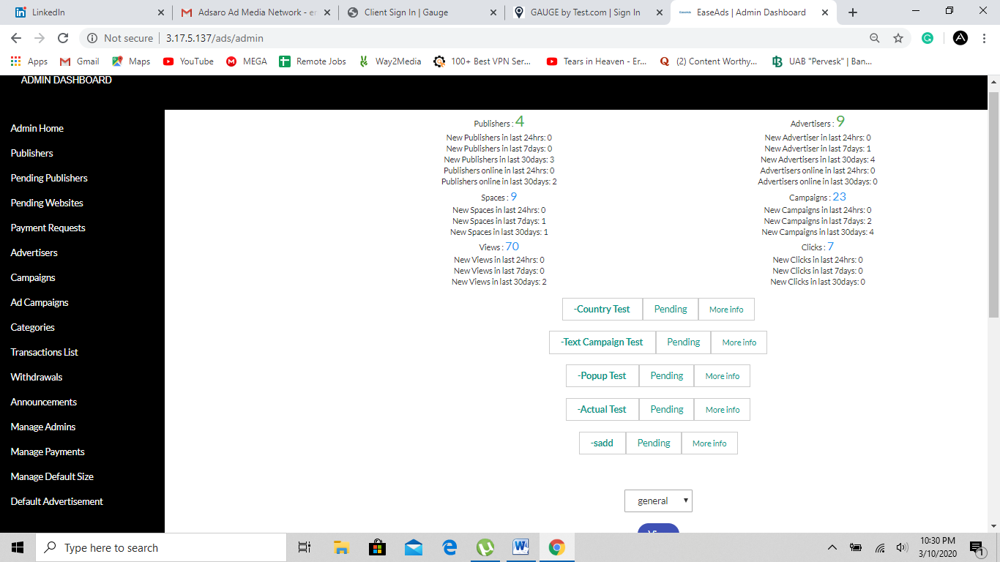 LinkedIn
Adsaro Ad Media Network - er
Client Sign In | Gauge
GAUGE by Test.com | Sign In
EaseAds | Admin Dashboard
Not secure | 3.17.5.137/ads/admin
Apps
Gmail
Maps
YouTube
MEGA
Remote Jobs
Way2Media
100+ Best VPN Ser...
Tears in Heaven - Er...
(2) Content Worthy...
UAB "Pervesk" | Ban...
ADMIN DASHBOARD
Admin Home
Publishers
Pending Publishers
Pending Websites
Payment Requests
Advertisers
Campaigns
Ad Campaigns
Categories
Transactions List
Withdrawals
Announcements
Manage Admins
Manage Payments
Manage Default Size
Default Advertisement
Publishers : 4
New Publishers in last 24hrs: 0
New Publishers in last 7days: 0
New Publishers in last 30days: 3
Publishers online in last 24hrs: 0
Publishers online in last 30days: 2
Spaces : 9
New Spaces in last 24hrs: 0
New Spaces in last 7days: 1
New Spaces in last 30days: 1
Views : 70
New Views in last 24hrs: 0
New Views in last 7days: 0
New Views in last 30days: 2
Advertisers : 9
New Advertiser in last 24hrs: 0
New Advertiser in last 7days: 1
New Advertisers in last 30days: 4
Advertisers online in last 24hrs: 0
Advertisers online in last 30days: 0
Campaigns : 23
New Campaigns in last 24hrs: 0
New Campaigns in last 7days: 2
New Campaigns in last 30days: 4
Clicks : 7
New Clicks in last 24hrs: 0
New Clicks in last 7days: 0
New Clicks in last 30days: 0
-Country Test Pending More info
-Text Campaign Test Pending More info
-Popup Test Pending More info
-Actual Test Pending More info
-sadd Pending More info
general
Type here to search
10:30 PM
3/10/2020
1